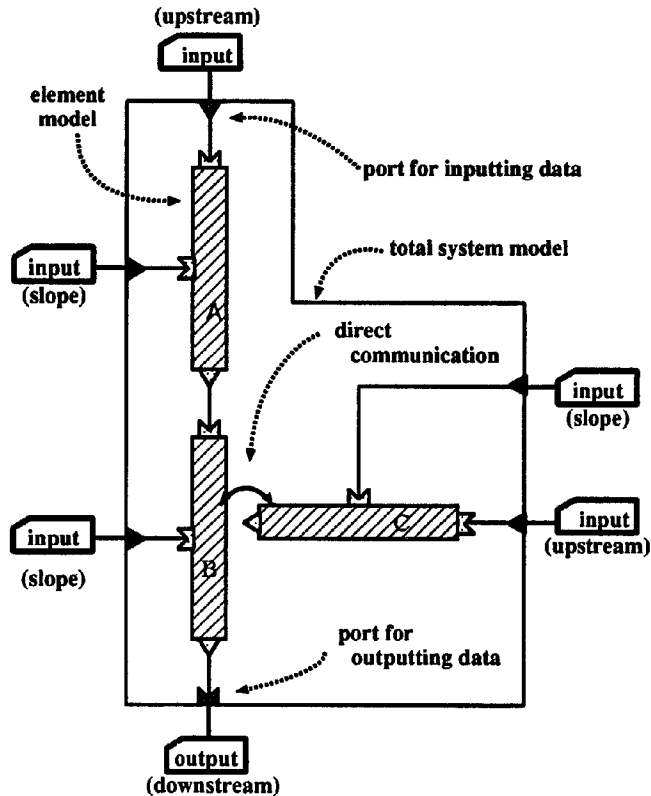 (upstream)
input
element
model
port for inputting data
input
(slope)
total system model
A
direct
communication
input
(slope)
C
input
(upstream)
input
(slope)
B
port for
outputting data
output
(downstream)